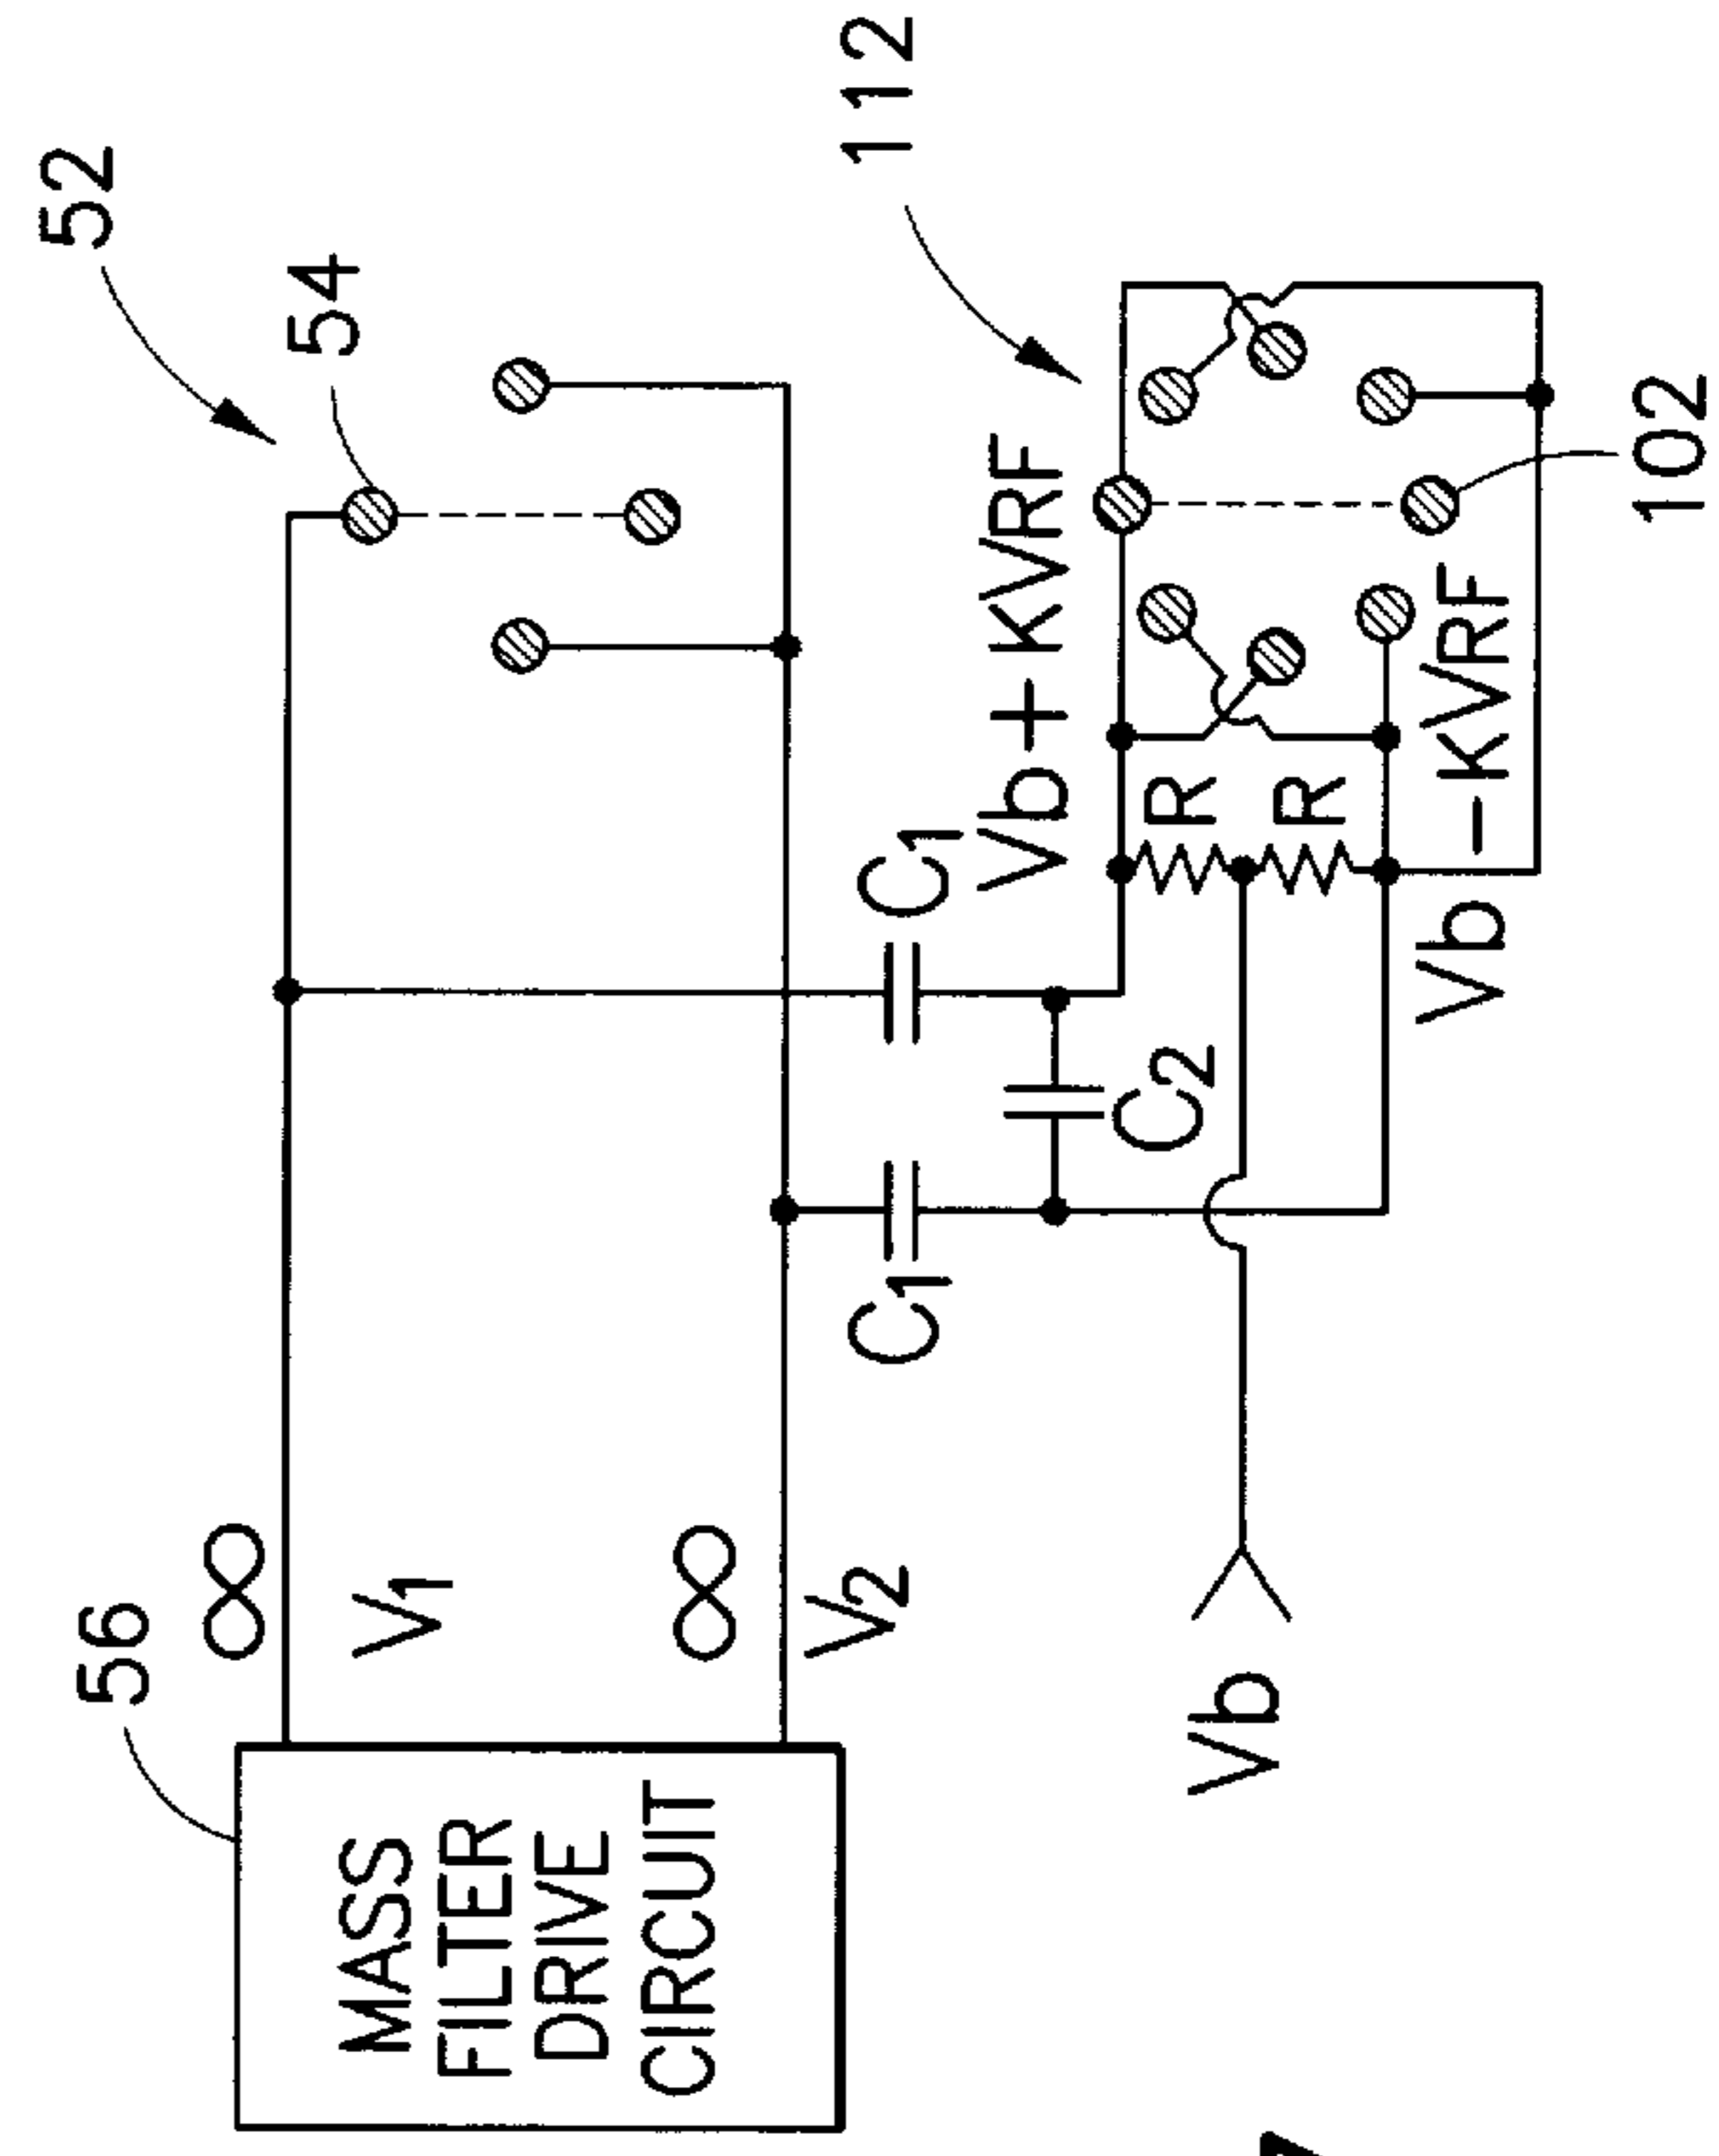 52
56
∞
54
V1
MASS
FILTER
DRIVE
CIRCUIT
∞
V2
112
C1
C1
Vb+KVRF
C2
R
Vb
R
Vb-KVRF
102